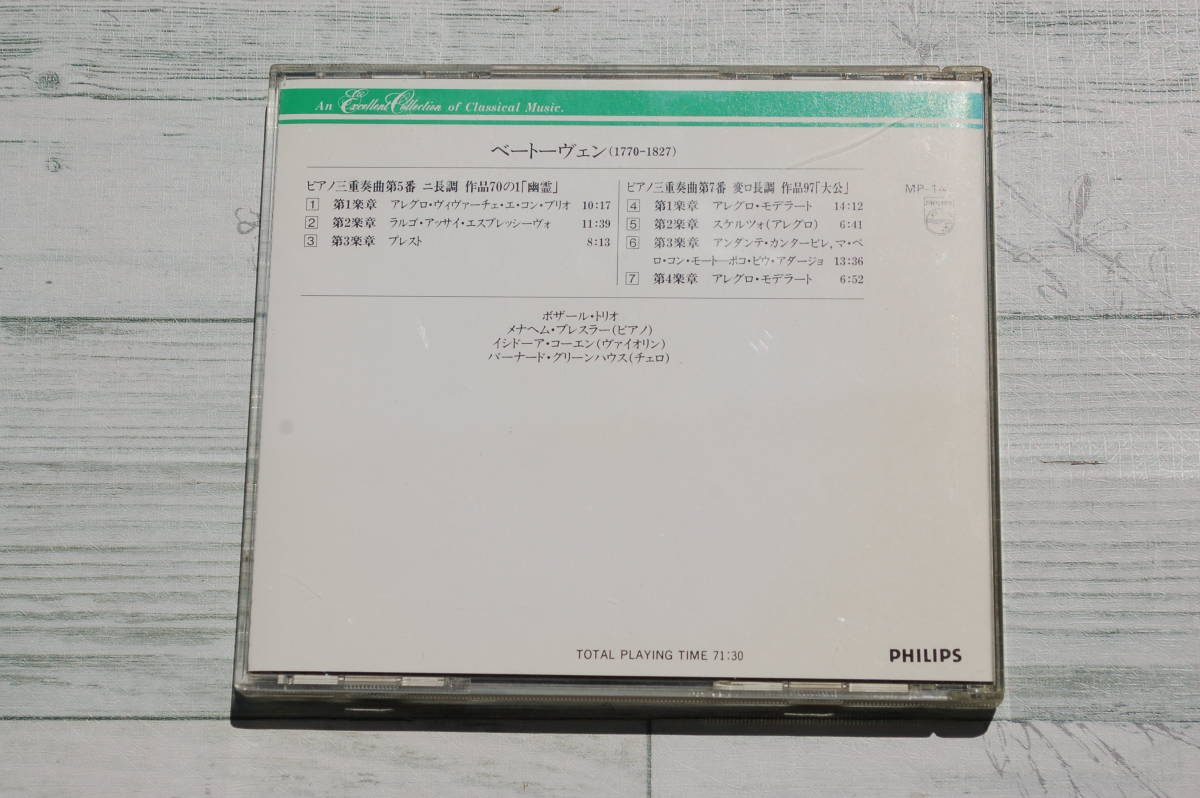 An The Excellent Collection of Classical Music.
ベートーヴェン(1770-1827)
ピアノ三重奏曲第5番 ニ長調 作品70の1「幽霊」
1 第1楽章 アレグロ・ヴィヴァーチェ・エ・コン・ブリオ 10:17
2 第2楽章 ラルゴ・アッサイ・エスプレッシーヴォ 11:39
3 第3楽章 プレスト 8:13
ピアノ三重奏曲第7番 変ロ長調 作品97「大公」
4 第1楽章 アレグロ・モデラート 14:12
5 第2楽章 スケルツォ(アレグロ) 6:41
6 第3楽章 アンダンテ・カンタービレ,マ・ペ
ロ・コン・モート―ポコ・ピウ・アダージョ 13:36
7 第4楽章 アレグロ・モデラート 6:52
MP-14
PHILIPS
ボザール・トリオ
メナヘム・プレスラー(ピアノ)
イシドーア・コーエン(ヴァイオリン)
バーナード・グリーンハウス(チェロ)
TOTAL PLAYING TIME 71:30
PHILIPS